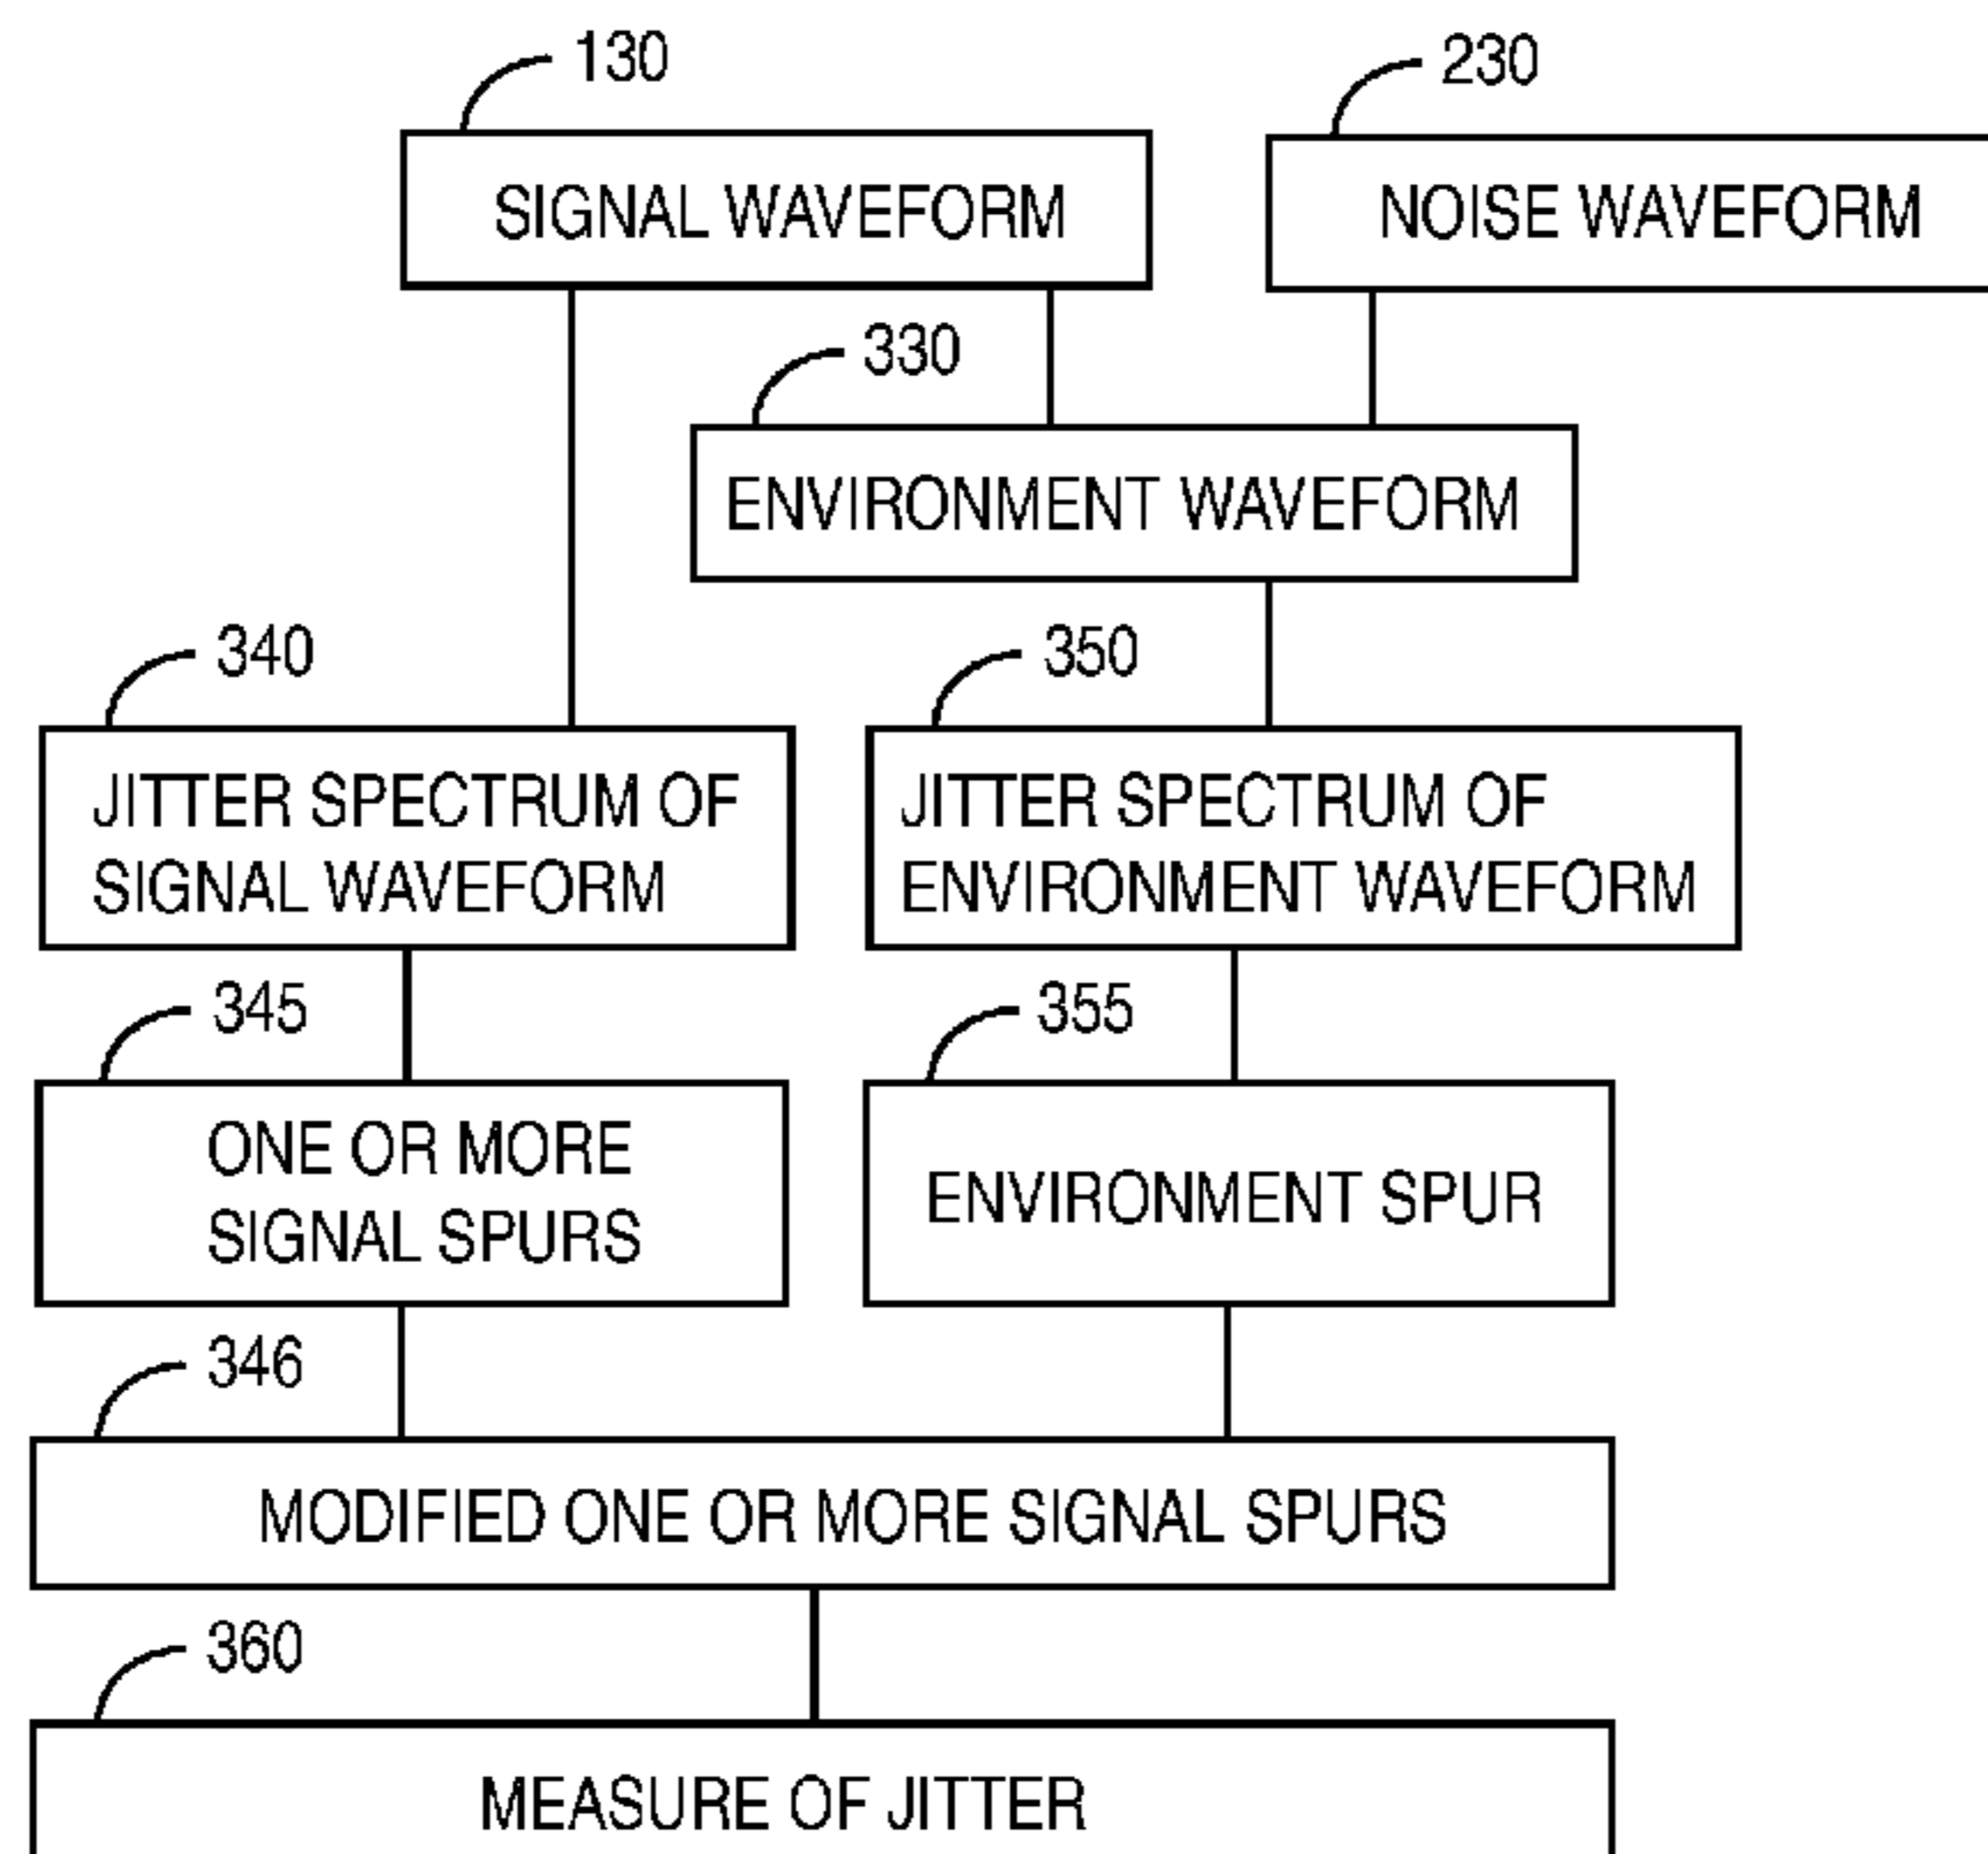 130
230
SIGNAL WAVEFORM
NOISE WAVEFORM
330
ENVIRONMENT WAVEFORM
340
350
JITTER SPECTRUM OF
SIGNAL WAVEFORM
JITTER SPECTRUM OF
ENVIRONMENT WAVEFORM
345
355
ONE OR MORE
SIGNAL SPURS
ENVIRONMENT SPUR
346
MODIFIED ONE OR MORE SIGNAL SPURS
360
MEASURE OF JITTER